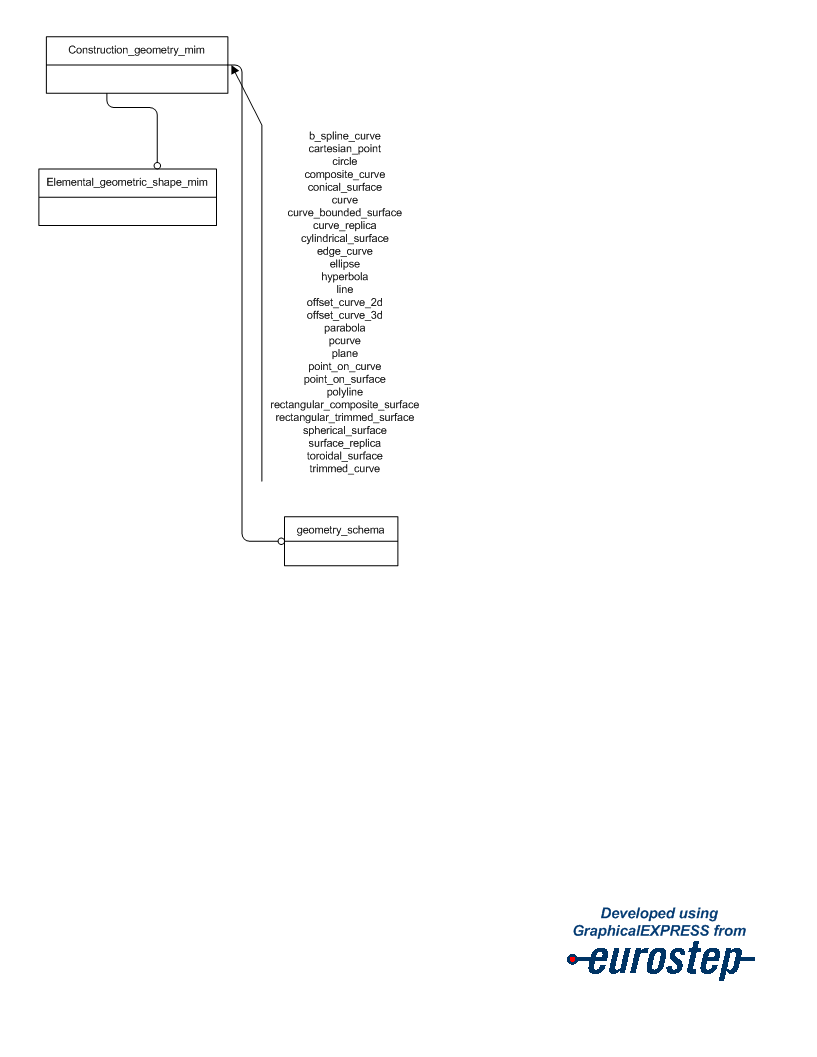 Construction_geometry_mim
Elemental_geometric_shape_mim
b_spline_curve
cartesian_point
circle
composite_curve
conical_surface
curve
curve_bounded_surface
curve_replica
cylindrical_surface
edge_curve
ellipse
hyperbola
line
offset_curve_2d
offset_curve_3d
parabola
pcurve
plane
point_on_curve
point_on_surface
polyline
rectangular_composite_surface
rectangular_trimmed_surface
spherical_surface
surface_replica
toroidal_surface
trimmed_curve
geometry_schema
Developed using
GraphicalEXPRESS from
eurostep